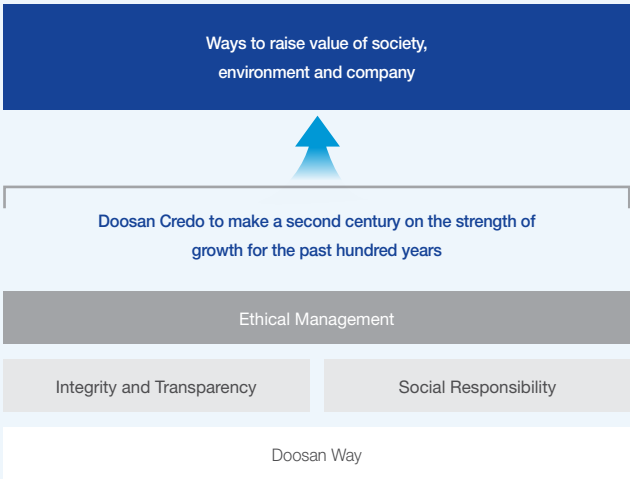 Ways to raise value of society,
environment and company
Doosan Credo to make a second century on the strength of
growth for the past hundred years
Ethical Management
Integrity and Transparency
Social Responsibility
Doosan Way